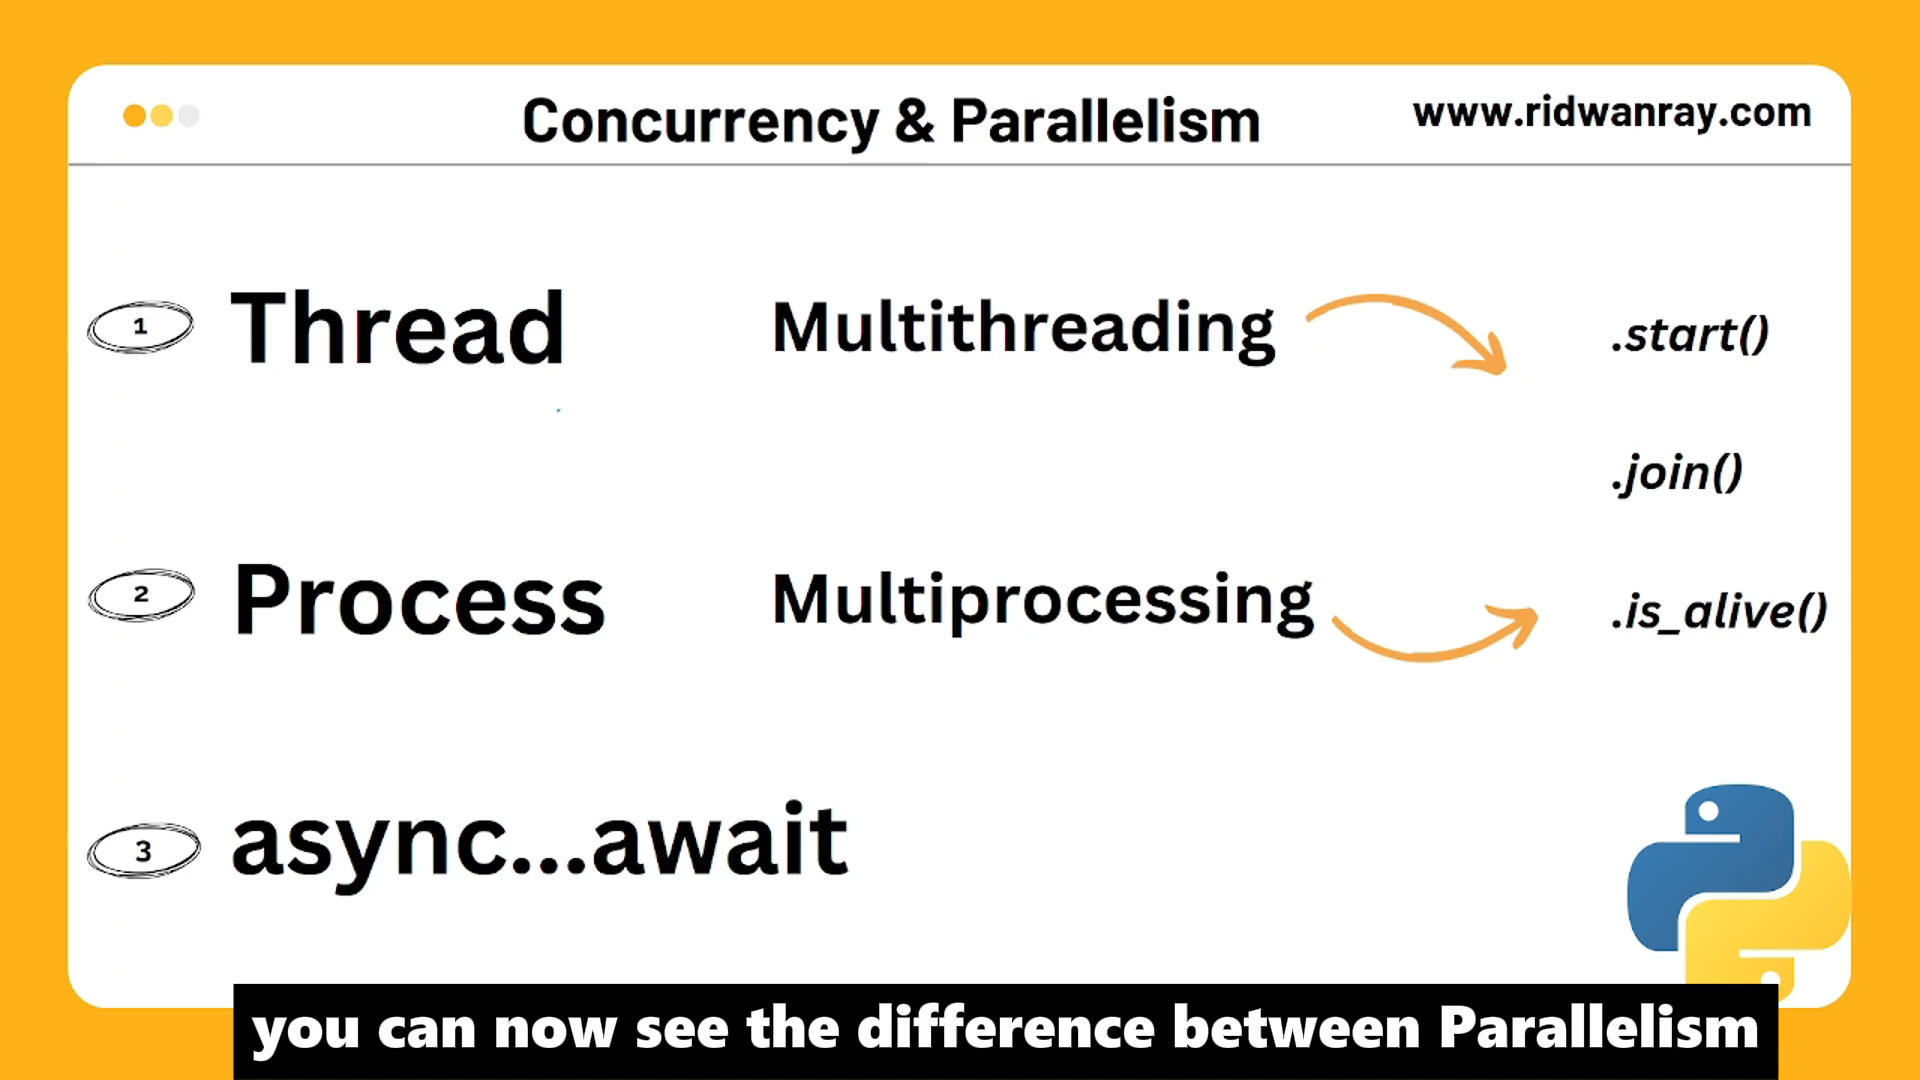 Concurrency & Parallelism
www.ridwanray.com
1
Thread
Multithreading
.start()
.join()
2
Process
Multiprocessing
.is_alive()
3
async...await
you can now see the difference between Parallelism